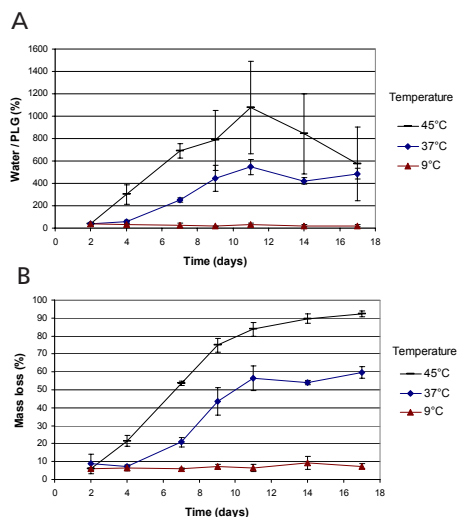 A
Water / PLG (%)
1600
1400
1200
1000
800
600
400
200
0
0 2 4 6 8 10 12 14 16 18
Time (days)
Temperature
45°C
37°C
9°C
B
Mass loss (%)
100
90
80
70
60
50
40
30
20
10
0
0 2 4 6 8 10 12 14 16 18
Time (days)
Temperature
45°C
37°C
9°C